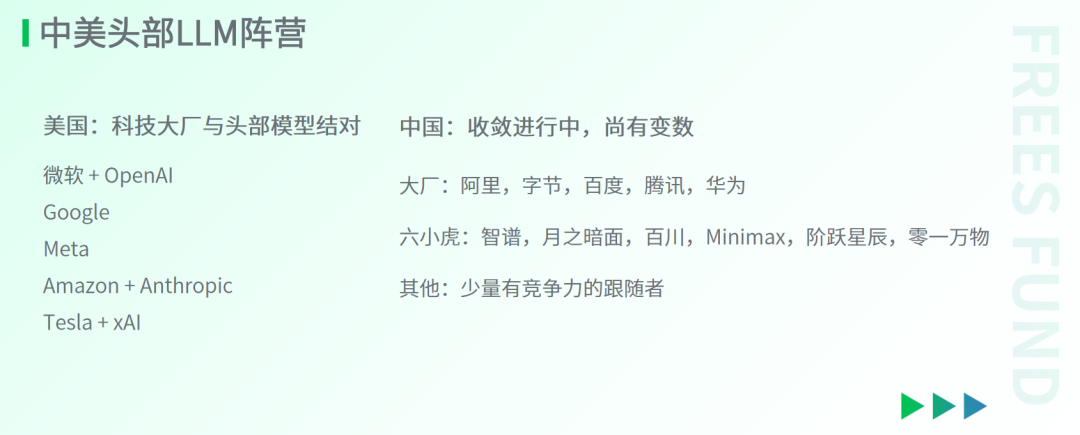 中美头部LLM阵营
美国：科技大厂与头部模型结对
微软 + OpenAI
Google
Meta
Amazon + Anthropic
Tesla + xAI
中国：收敛进行中，尚有变数
大厂：阿里，字节，百度，腾讯，华为
六小虎：智谱，月之暗面，百川，Minimax，阶跃星辰，零一万物
其他：少量有竞争力的跟随者
FREES FUND